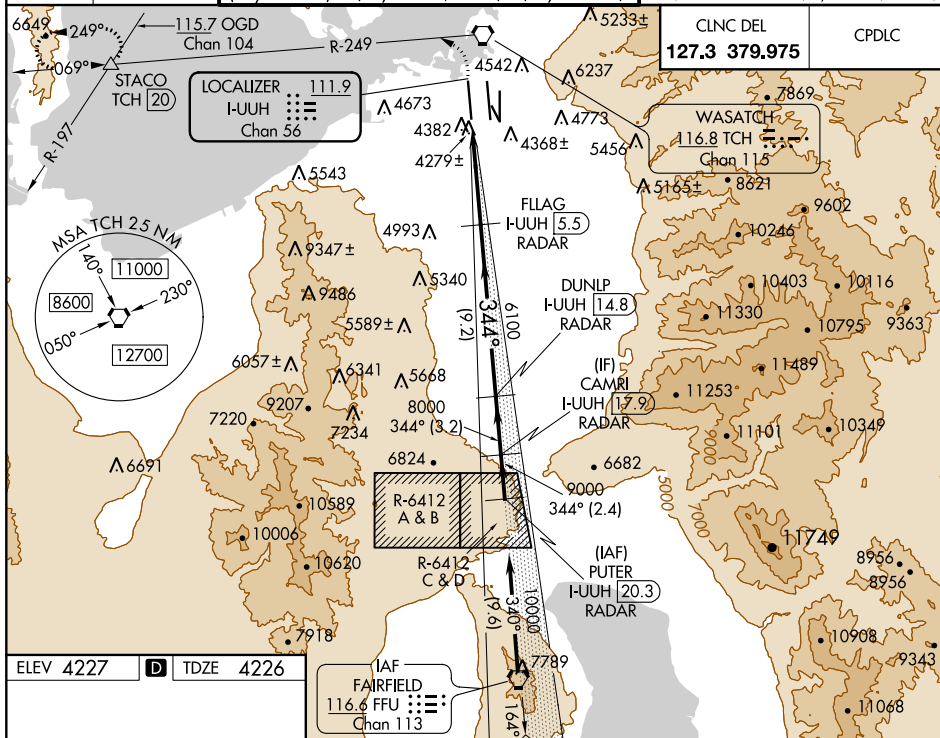 6649
249°
069°
115.7 OGD
Chan 104
R-249
STACO
TCH 20
R-197
LOCALIZER 111.9
I-UUH
Chan 56
5233±
4542
6237
CLNC DEL
127.3 379.975
CPDLC
7869
4673
4773
4382
4368±
4279±
5456
WASATCH
116.8 TCH
Chan 115
5165±
8621
5543
9602
FLLAG
I-UUH 5.5
RADAR
4993
10246
9347±
MSA TCH 25 NM
140°
11000
8600
230°
050°
12700
5340
9486
5589±
DUNLP
I-UUH 14.8
RADAR
10403
10116
11330
9363
10795
344°
6100
(9.2)
6057±
6341
5668
11489
(IF)
CAMRI
I-UUH 17.9
RADAR
11253
9207
7220
7234
8000
344° (3.2)
11101
10349
6691
6824
6682
9000
344° (2.4)
7000
5000
R-6412
A & B
10589
10006
10620
R-6412
C & D
11749
(IAF)
PUTER
I-UUH 20.3
RADAR
8956
8956
340°
10000
(9.6)
7918
10908
9343
ELEV 4227
D
TDZE 4226
7789
IAF
FAIRFIELD
116.6 FFU
Chan 113
164°
11068